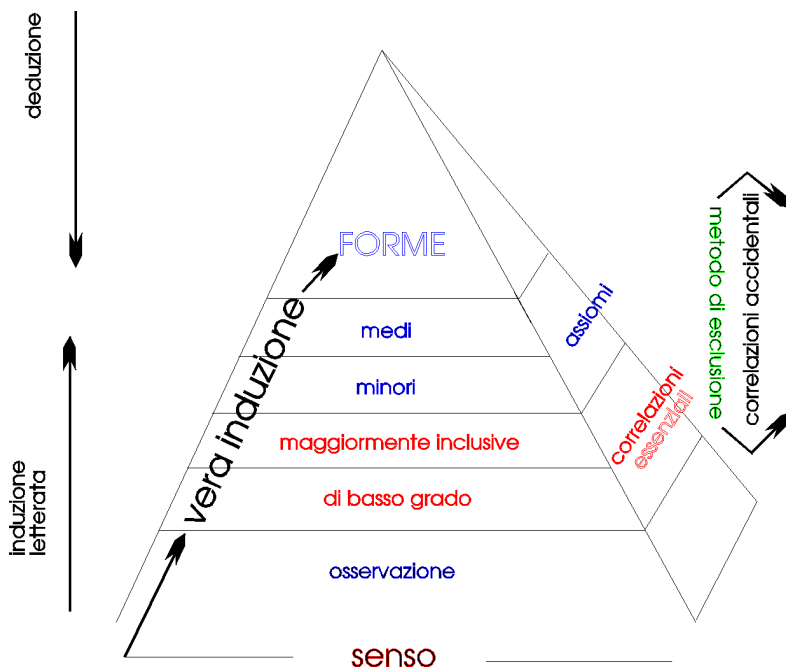 deduzione
FORME
assiomi
metodo di esclusione
correlazioni accidentali
medi
minori
vera induzione
maggiormente inclusive
correlazioni
essenziali
di basso grado
induzione
letterata
osservazione
senso